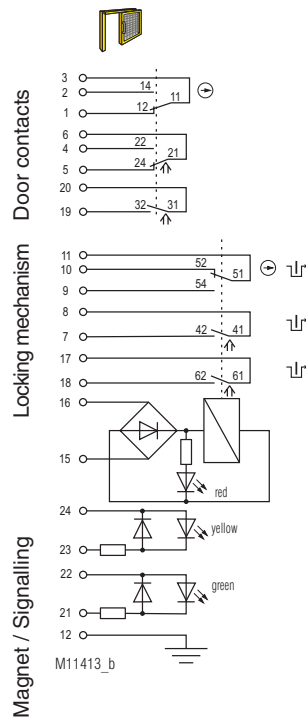 Door contacts
3
2 14
1 12 11
6
4 22
5 24 21
20
19 32 31
Locking mechanism
11
10 52 51
9 54
8
7 42 41
17
18 62 61
16
15
red
Magnet / Signalling
24
yellow
23
22
green
21
12
M11413_b